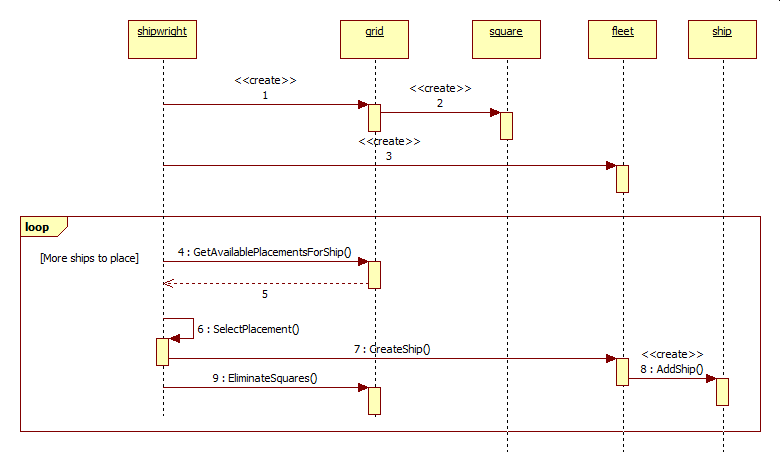 shipwright
grid
square
fleet
ship
<<create>>
1
<<create>>
2
<<create>>
3
loop
[More ships to place]
4 : GetAvailablePlacementsForShip()
5
6 : SelectPlacement()
7 : CreateShip()
<<create>>
8 : AddShip()
9 : EliminateSquares()